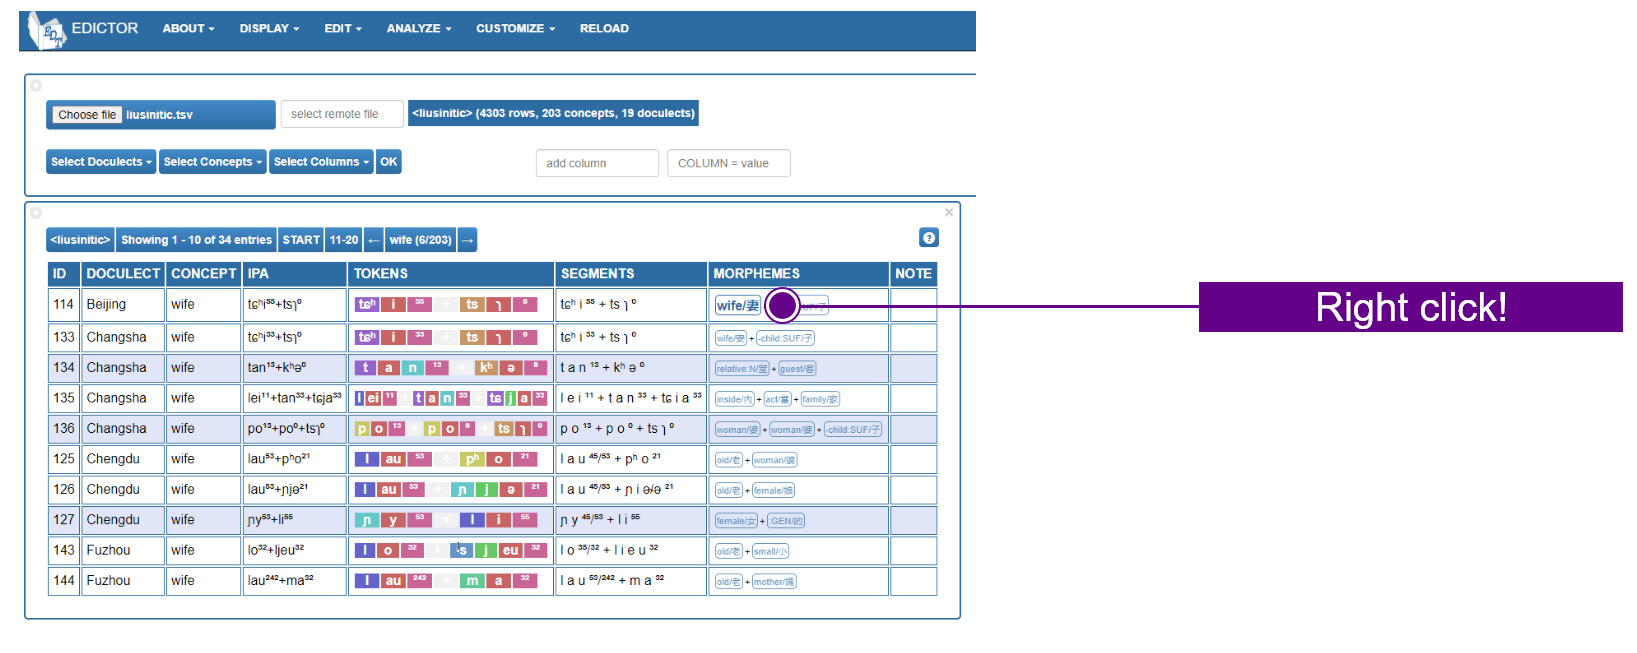 EDICTOR ABOUT DISPLAY EDIT ANALYZE CUSTOMIZE RELOAD
Choose file liusinitic.tsv select remote file <liusinitic> (4303 rows, 203 concepts, 19 doculects)
Select Doculects Select Concepts Select Columns OK add column COLUMN = value
<liusinitic> Showing 1 - 10 of 34 entries START 11-20 ← wife (6/203) →
ID DOCULECT CONCEPT IPA TOKENS SEGMENTS MORPHEMES NOTE
114 Beijing wife tɕʰi⁵⁵+tsɿ⁰ tɕʰ i ⁵⁵ + ts ɿ ⁰ tɕʰ i ⁵⁵ + ts ɿ ⁰ wife/妻 UF/子
Right click!
133 Changsha wife tɕʰi³³+tsɿ⁰ tɕʰ i ³³ + ts ɿ ⁰ tɕʰ i ³³ + ts ɿ ⁰ wife/妻 + -child:SUF/子
134 Changsha wife tan¹³+kʰə⁰ t a n ¹³ + kʰ ə ⁰ t a n ¹³ + kʰ ə ⁰ relative:N/堂 + guest/客
135 Changsha wife lei¹¹+tan³³+tɕja³³ l ei ¹¹ + t a n ³³ + tɕ j a ³³ l e i ¹¹ + t a n ³³ + tɕ i a ³³ inside/内 + act/當 + family/家
136 Changsha wife po¹³+po⁰+tsɿ⁰ p o ¹³ + p o ⁰ + ts ɿ ⁰ p o ¹³ + p o ⁰ + ts ɿ ⁰ woman/婆 + woman/婆 + -child:SUF/子
125 Chengdu wife lau⁵³+pʰo²¹ l au ⁵³ + pʰ o ²¹ l a u ⁴⁵/⁵³ + pʰ o ²¹ old/老 + woman/婆
126 Chengdu wife lau⁵³+ɲjə²¹ l au ⁵³ + ɲ j ə ²¹ l a u ⁴⁵/⁵³ + ɲ i ə/ə ²¹ old/老 + female/娘
127 Chengdu wife ɲy⁵³+li⁵⁵ ɲ y ⁵³ + l i ⁵⁵ ɲ y ⁴⁵/⁵³ + l i ⁵⁵ female/女 + GEN/的
143 Fuzhou wife lo³²+ljeu³² l o ³² + s j eu ³² l o ³⁵/³² + l i e u ³² old/老 + small/小
144 Fuzhou wife lau²⁴²+ma³² l au ²⁴² + m a ³² l a u ⁵³/²⁴² + m a ³² old/老 + mother/媽